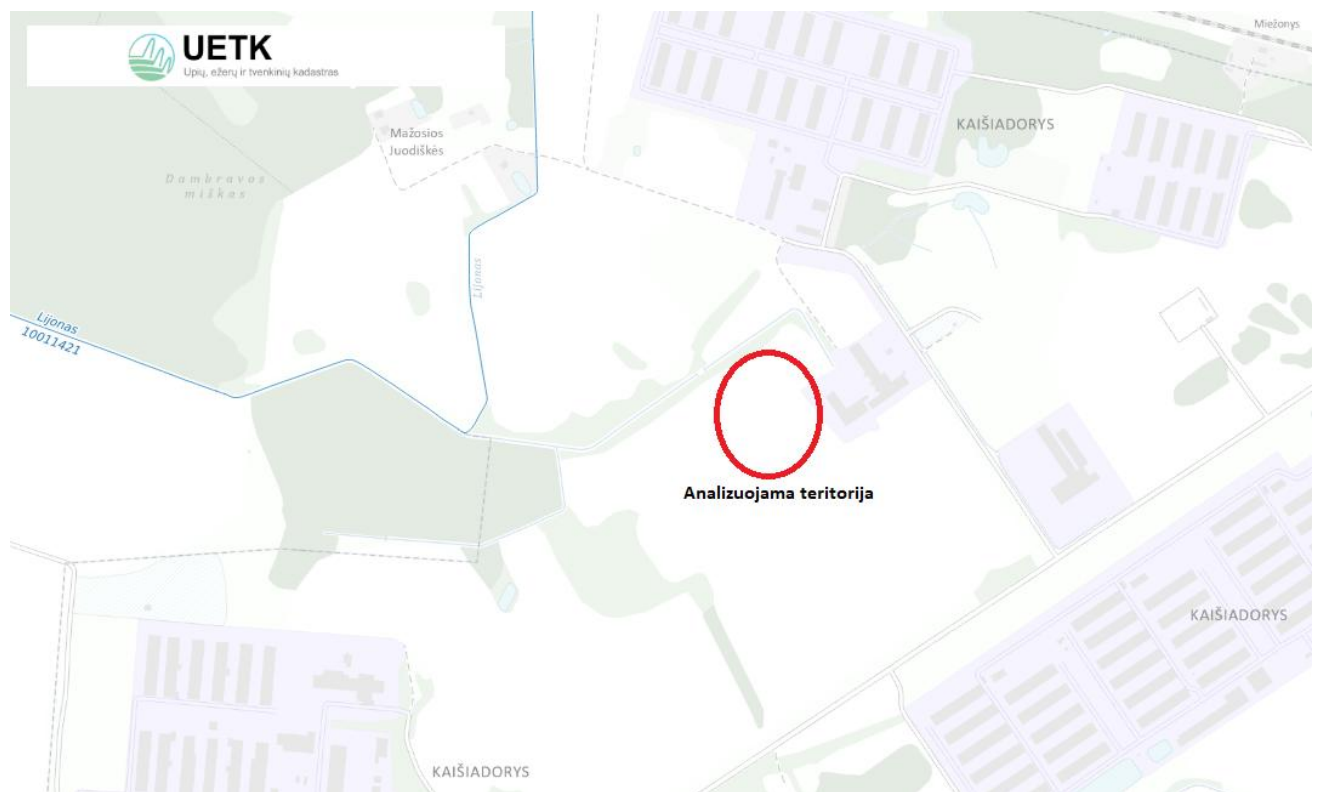 UETK
Upių, ežerų ir tvenkinių kadastras
Miežonys
KAIŠIADORYS
Mažosios
Juodiškės
Dambravos
miškas
Lijonas
Lijonas
10011421
Analizuojama teritorija
KAIŠIADORYS
KAIŠIADORYS